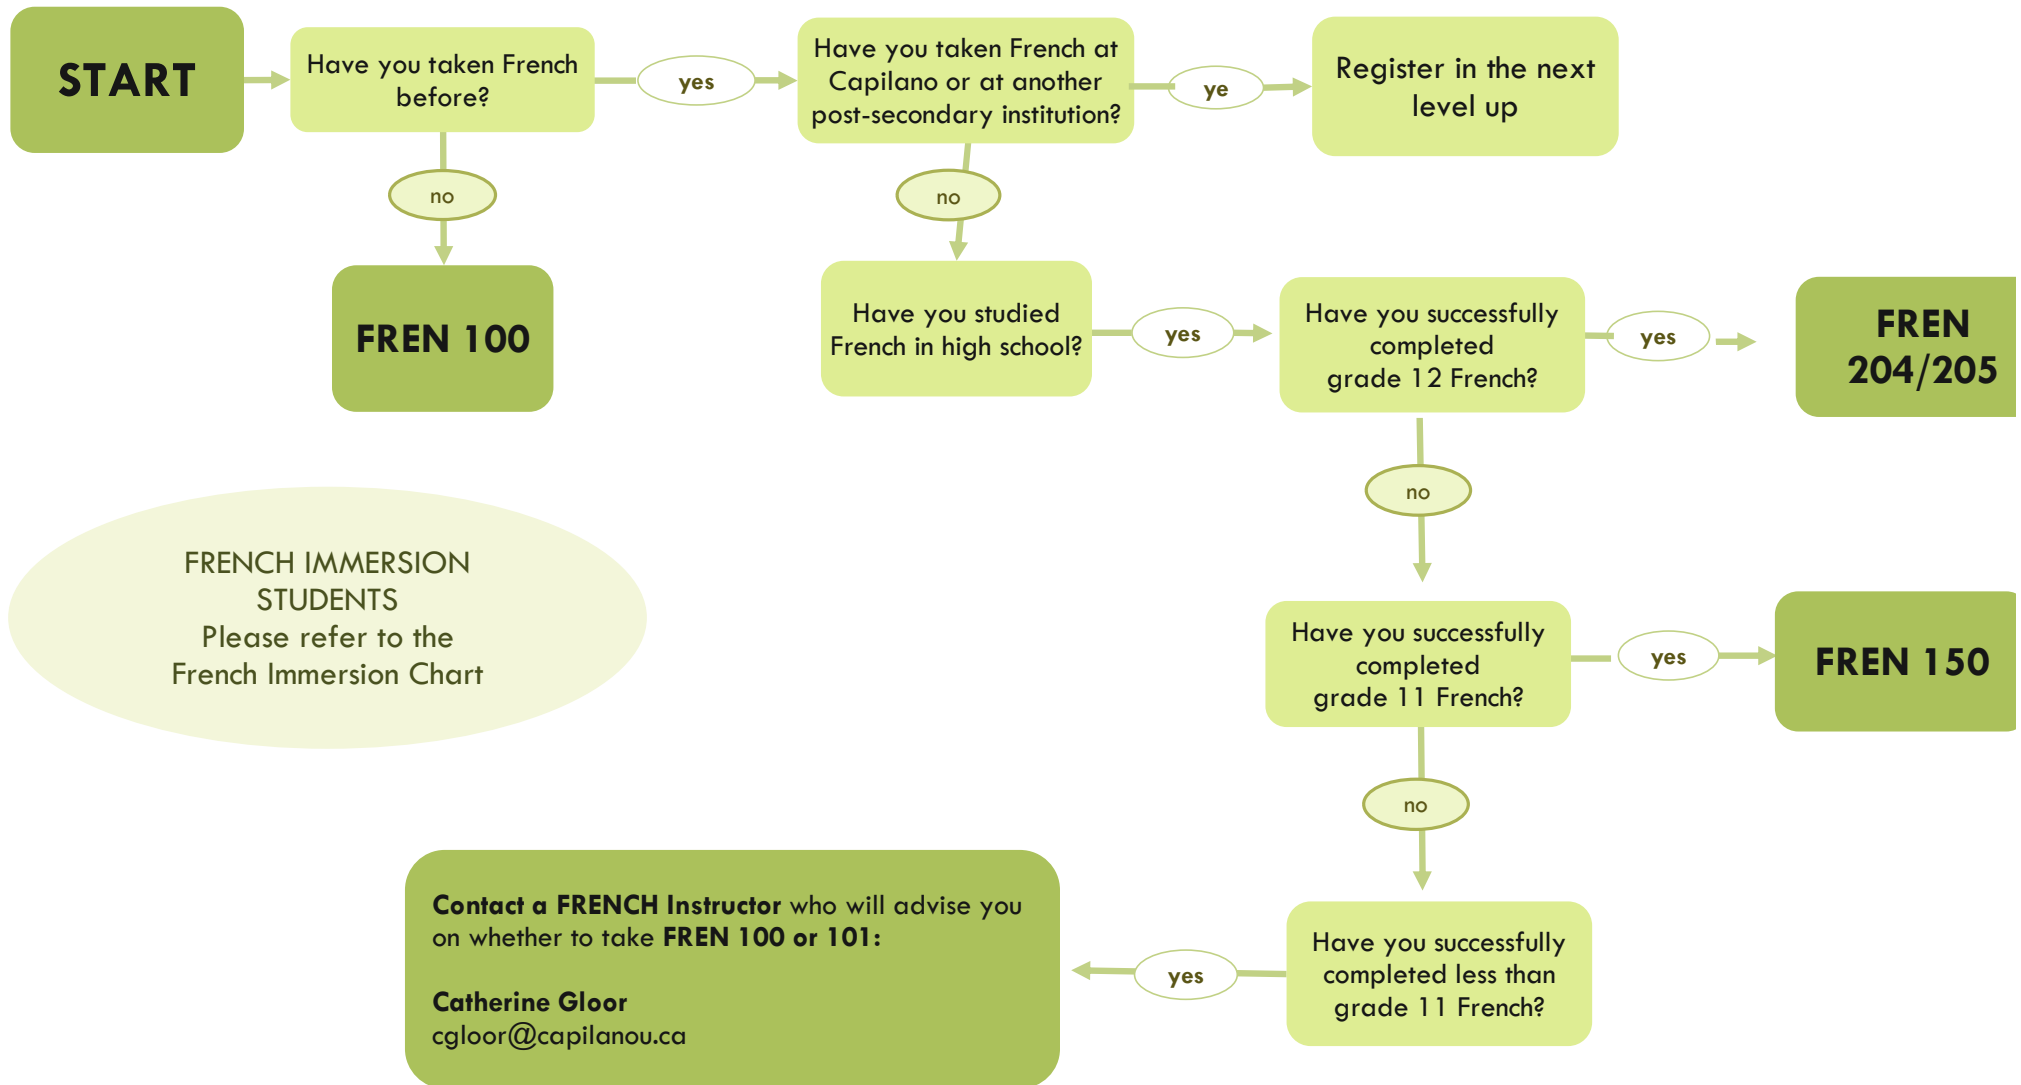 START
Have you taken French
before?
yes
Have you taken French at
Capilano or at another
post-secondary institution?
ye
Register in the next
level up
no
no
FREN 100
Have you studied
French in high school?
yes
Have you successfully
completed
grade 12 French?
yes
FREN
204/205
no
FRENCH IMMERSION
STUDENTS
Please refer to the
French Immersion Chart
Have you successfully
completed
grade 11 French?
yes
FREN 150
no
Contact a FRENCH Instructor who will advise you
on whether to take FREN 100 or 101:
Catherine Gloor
cgloor@capilanou.ca
yes
Have you successfully
completed less than
grade 11 French?